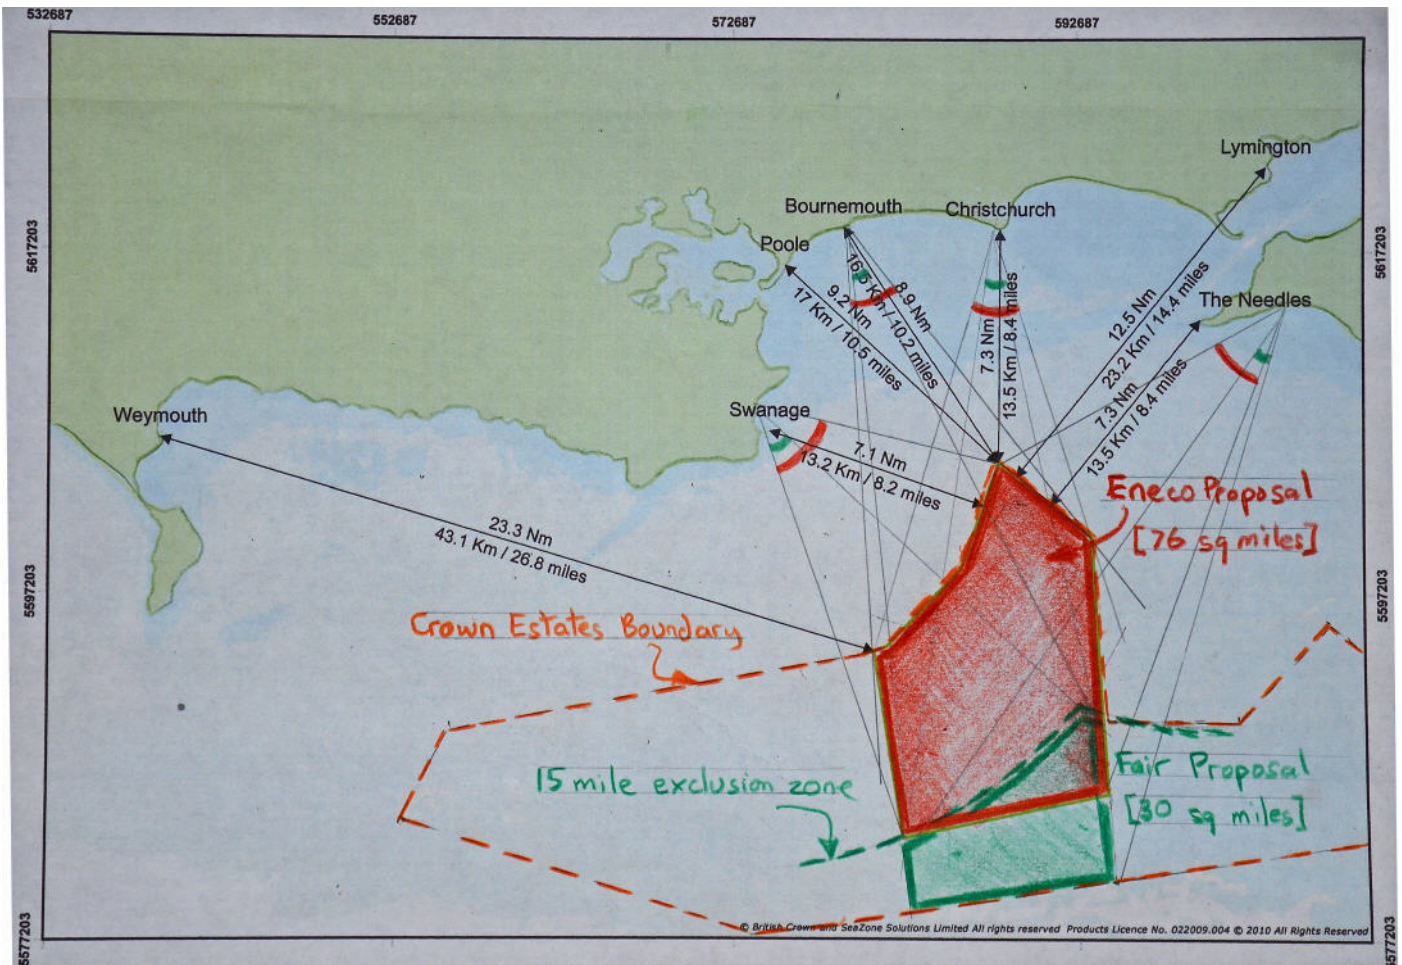 532687
552687
572687
592687
Lymington
Bournemouth
Christchurch
Poole
5617203
5617203
The Needles
16.5 Km / 10.2 miles
8.9 Nm
9.2 Nm
17 Km / 10.5 miles
7.3 Nm
13.5 Km / 8.4 miles
12.5 Nm
23.2 Km / 14.4 miles
7.3 Nm
13.5 Km / 8.4 miles
Weymouth
Swanage
7.1 Nm
13.2 Km / 8.2 miles
23.3 Nm
43.1 Km / 26.8 miles
Eneco Proposal
[76 sq miles]
5597203
5597203
Crown Estates Boundary
15 mile exclusion zone
Fair Proposal
[30 sq miles]
5577203
5577203
© British Crown and SeaZone Solutions Limited All rights reserved Products Licence No. 022009.004 © 2010 All Rights Reserved